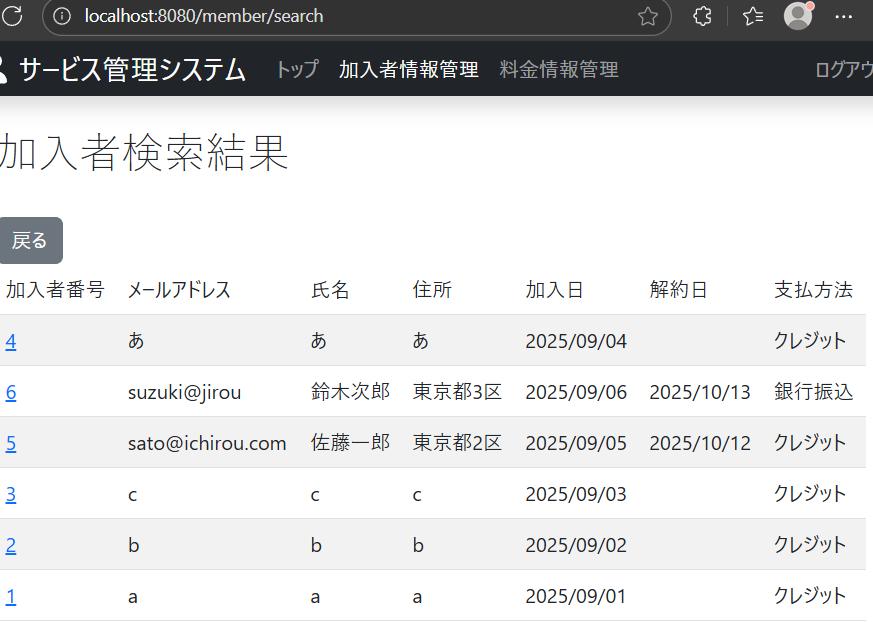 localhost:8080/member/search
サービス管理システム トップ 加入者情報管理 料金情報管理 ログアウ
加入者検索結果
戻る
加入者番号 メールアドレス 氏名 住所 加入日 解約日 支払方法
4 あ あ あ 2025/09/04 クレジット
6 suzuki@jirou 鈴木次郎 東京都3区 2025/09/06 2025/10/13 銀行振込
5 sato@ichirou.com 佐藤一郎 東京都2区 2025/09/05 2025/10/12 クレジット
3 c c c 2025/09/03 クレジット
2 b b b 2025/09/02 クレジット
1 a a a 2025/09/01 クレジット